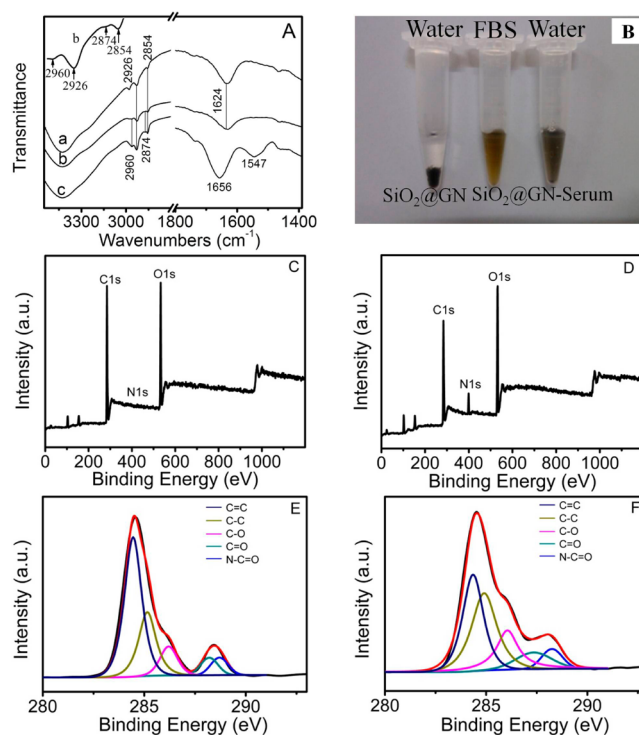 A
b
2874
2854
2960
2926
2926
2854
1624
a
b
c
2960
2874
1656
1547
Transmittance
3300 3000 1800 1600 1400
Wavenumbers (cm⁻¹)
B
Water FBS Water
SiO₂@GN SiO₂@GN-Serum
C
C1s
O1s
N1s
Intensity (a.u.)
0 200 400 600 800 1000
Binding Energy (eV)
D
C1s
O1s
N1s
Intensity (a.u.)
0 200 400 600 800 1000
Binding Energy (eV)
E
C=C
C-C
C-O
C=O
N-C=O
Intensity (a.u.)
280 285 290
Binding Energy (eV)
F
C=C
C-C
C-O
C=O
N-C=O
Intensity (a.u.)
280 285 290
Binding Energy (eV)